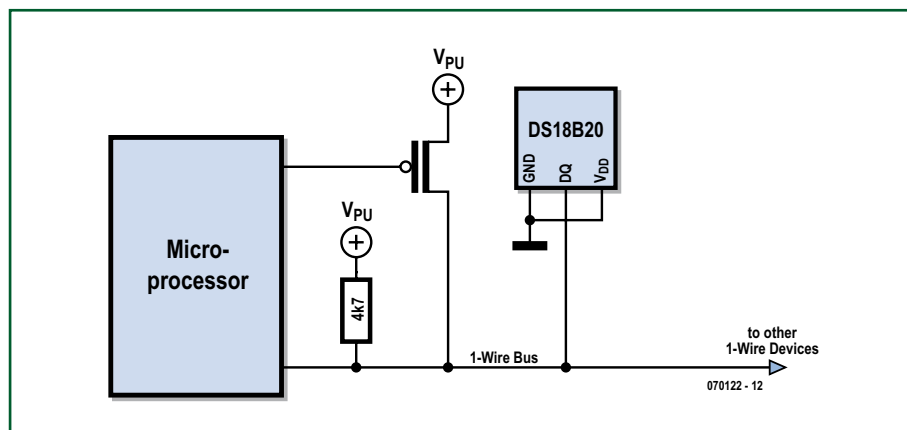 VPU
DS18B20
GND
DQ
VDD
VPU
Micro-
processor
4k7
1-Wire Bus
to other
1-Wire Devices
070122 - 12